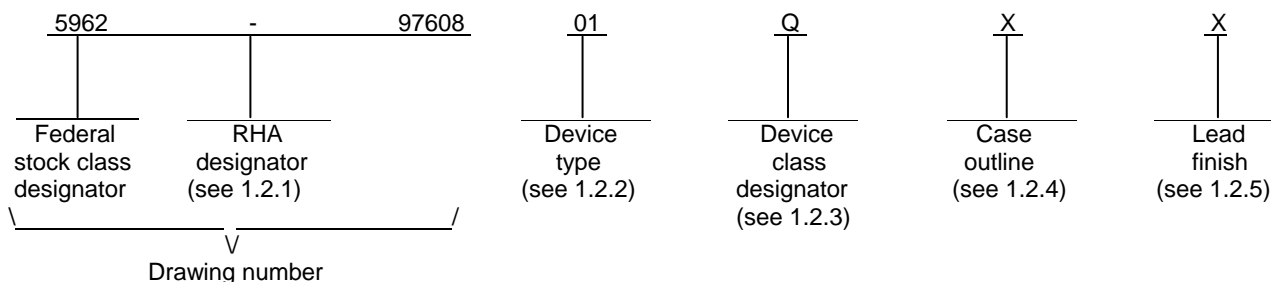 5962 - 97608 01 Q X X
Federal stock class designator
RHA designator (see 1.2.1)
Device type (see 1.2.2)
Device class designator (see 1.2.3)
Case outline (see 1.2.4)
Lead finish (see 1.2.5)
Drawing number